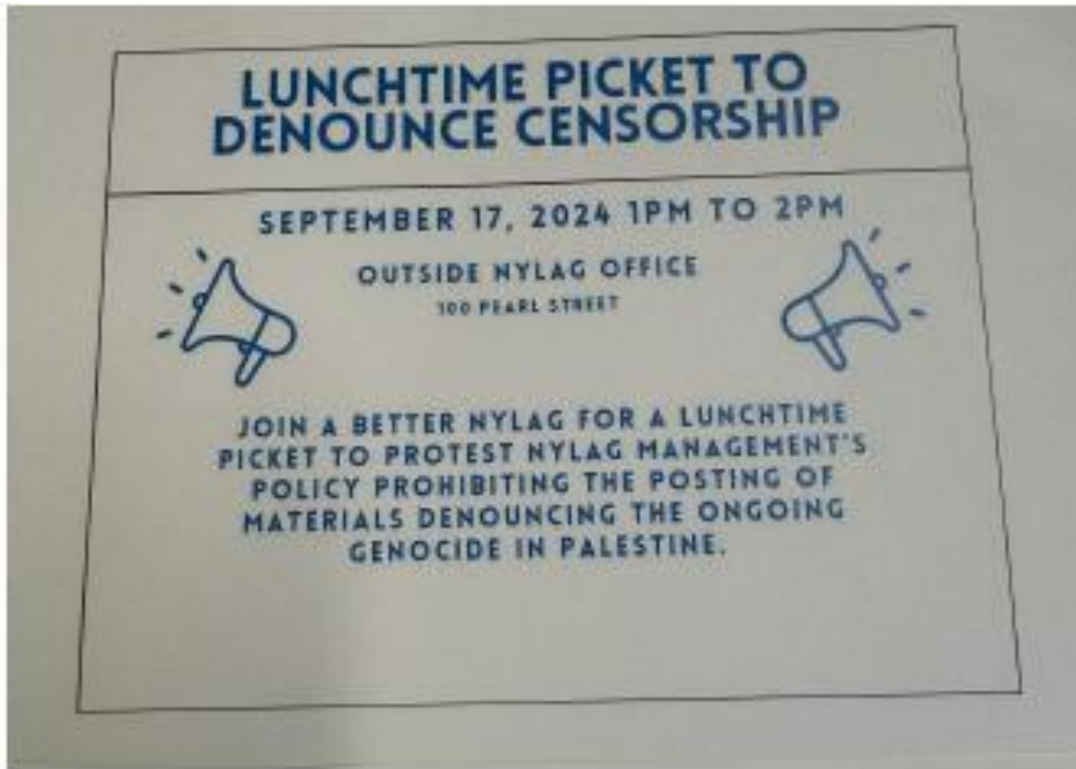 LUNCHTIME PICKET TO
DENOUNCE CENSORSHIP
SEPTEMBER 17, 2024 1PM TO 2PM
OUTSIDE NYLAG OFFICE
100 PEARL STREET
JOIN A BETTER NYLAG FOR A LUNCHTIME
PICKET TO PROTEST NYLAG MANAGEMENT'S
POLICY PROHIBITING THE POSTING OF
MATERIALS DENOUNCING THE ONGOING
GENOCIDE IN PALESTINE.